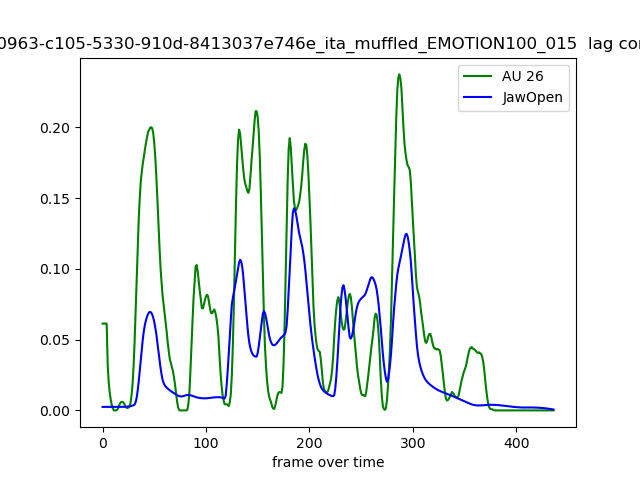 0963-c105-5330-910d-8413037e746e_ita_muffled_EMOTION100_015 lag cor
AU 26
JawOpen
0.20
0.15
0.10
0.05
0.00
0 100 200 300 400
frame over time